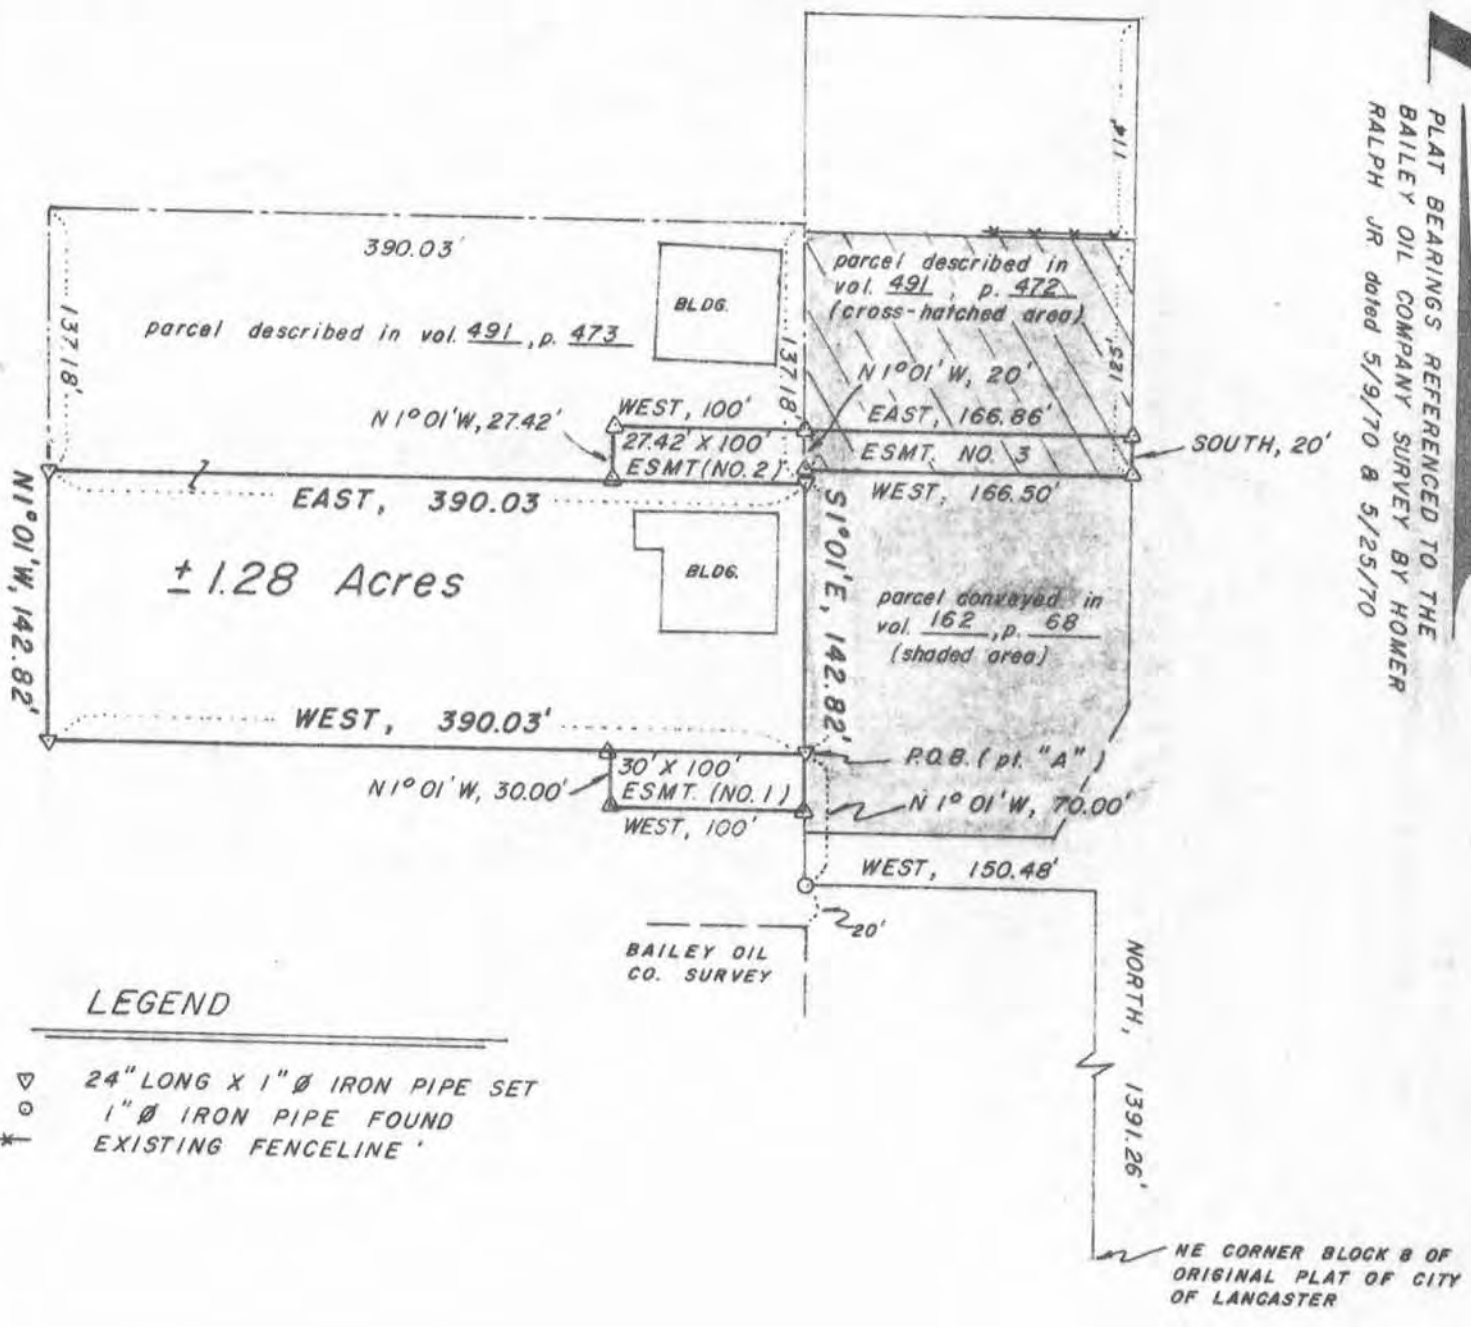 PLAT BEARINGS REFERENCED TO THE
BAILEY OIL COMPANY SURVEY BY HOMER
RALPH JR dated 5/9/70 & 5/25/70
114'
390.03'
137.18'
parcel described in vol. 491, p. 473
BLDG.
137.18'
parcel described in
vol. 491, p. 472
(cross-hatched area)
125'
N 1°01'W, 20'
WEST, 100'
EAST, 166.86'
N 1°01'W, 27.42'
27.42' X 100'
ESMT (NO. 2)
ESMT. NO. 3
SOUTH, 20'
EAST, 390.03
WEST, 166.50'
N1°01'W, 142.82'
± 1.28 Acres
BLDG.
S1°01'E, 142.82'
parcel conveyed in
vol. 162, p. 68
(shaded area)
WEST, 390.03'
P.O.B. (pt. "A")
N 1°01'W, 30.00'
30' X 100'
ESMT. (NO. 1)
N 1°01'W, 70.00'
WEST, 100'
WEST, 150.48'
20'
BAILEY OIL
CO. SURVEY
NORTH, 1391.26'
LEGEND
24" LONG X 1" Ø IRON PIPE SET
1" Ø IRON PIPE FOUND
EXISTING FENCELINE
NE CORNER BLOCK 8 OF
ORIGINAL PLAT OF CITY
OF LANCASTER